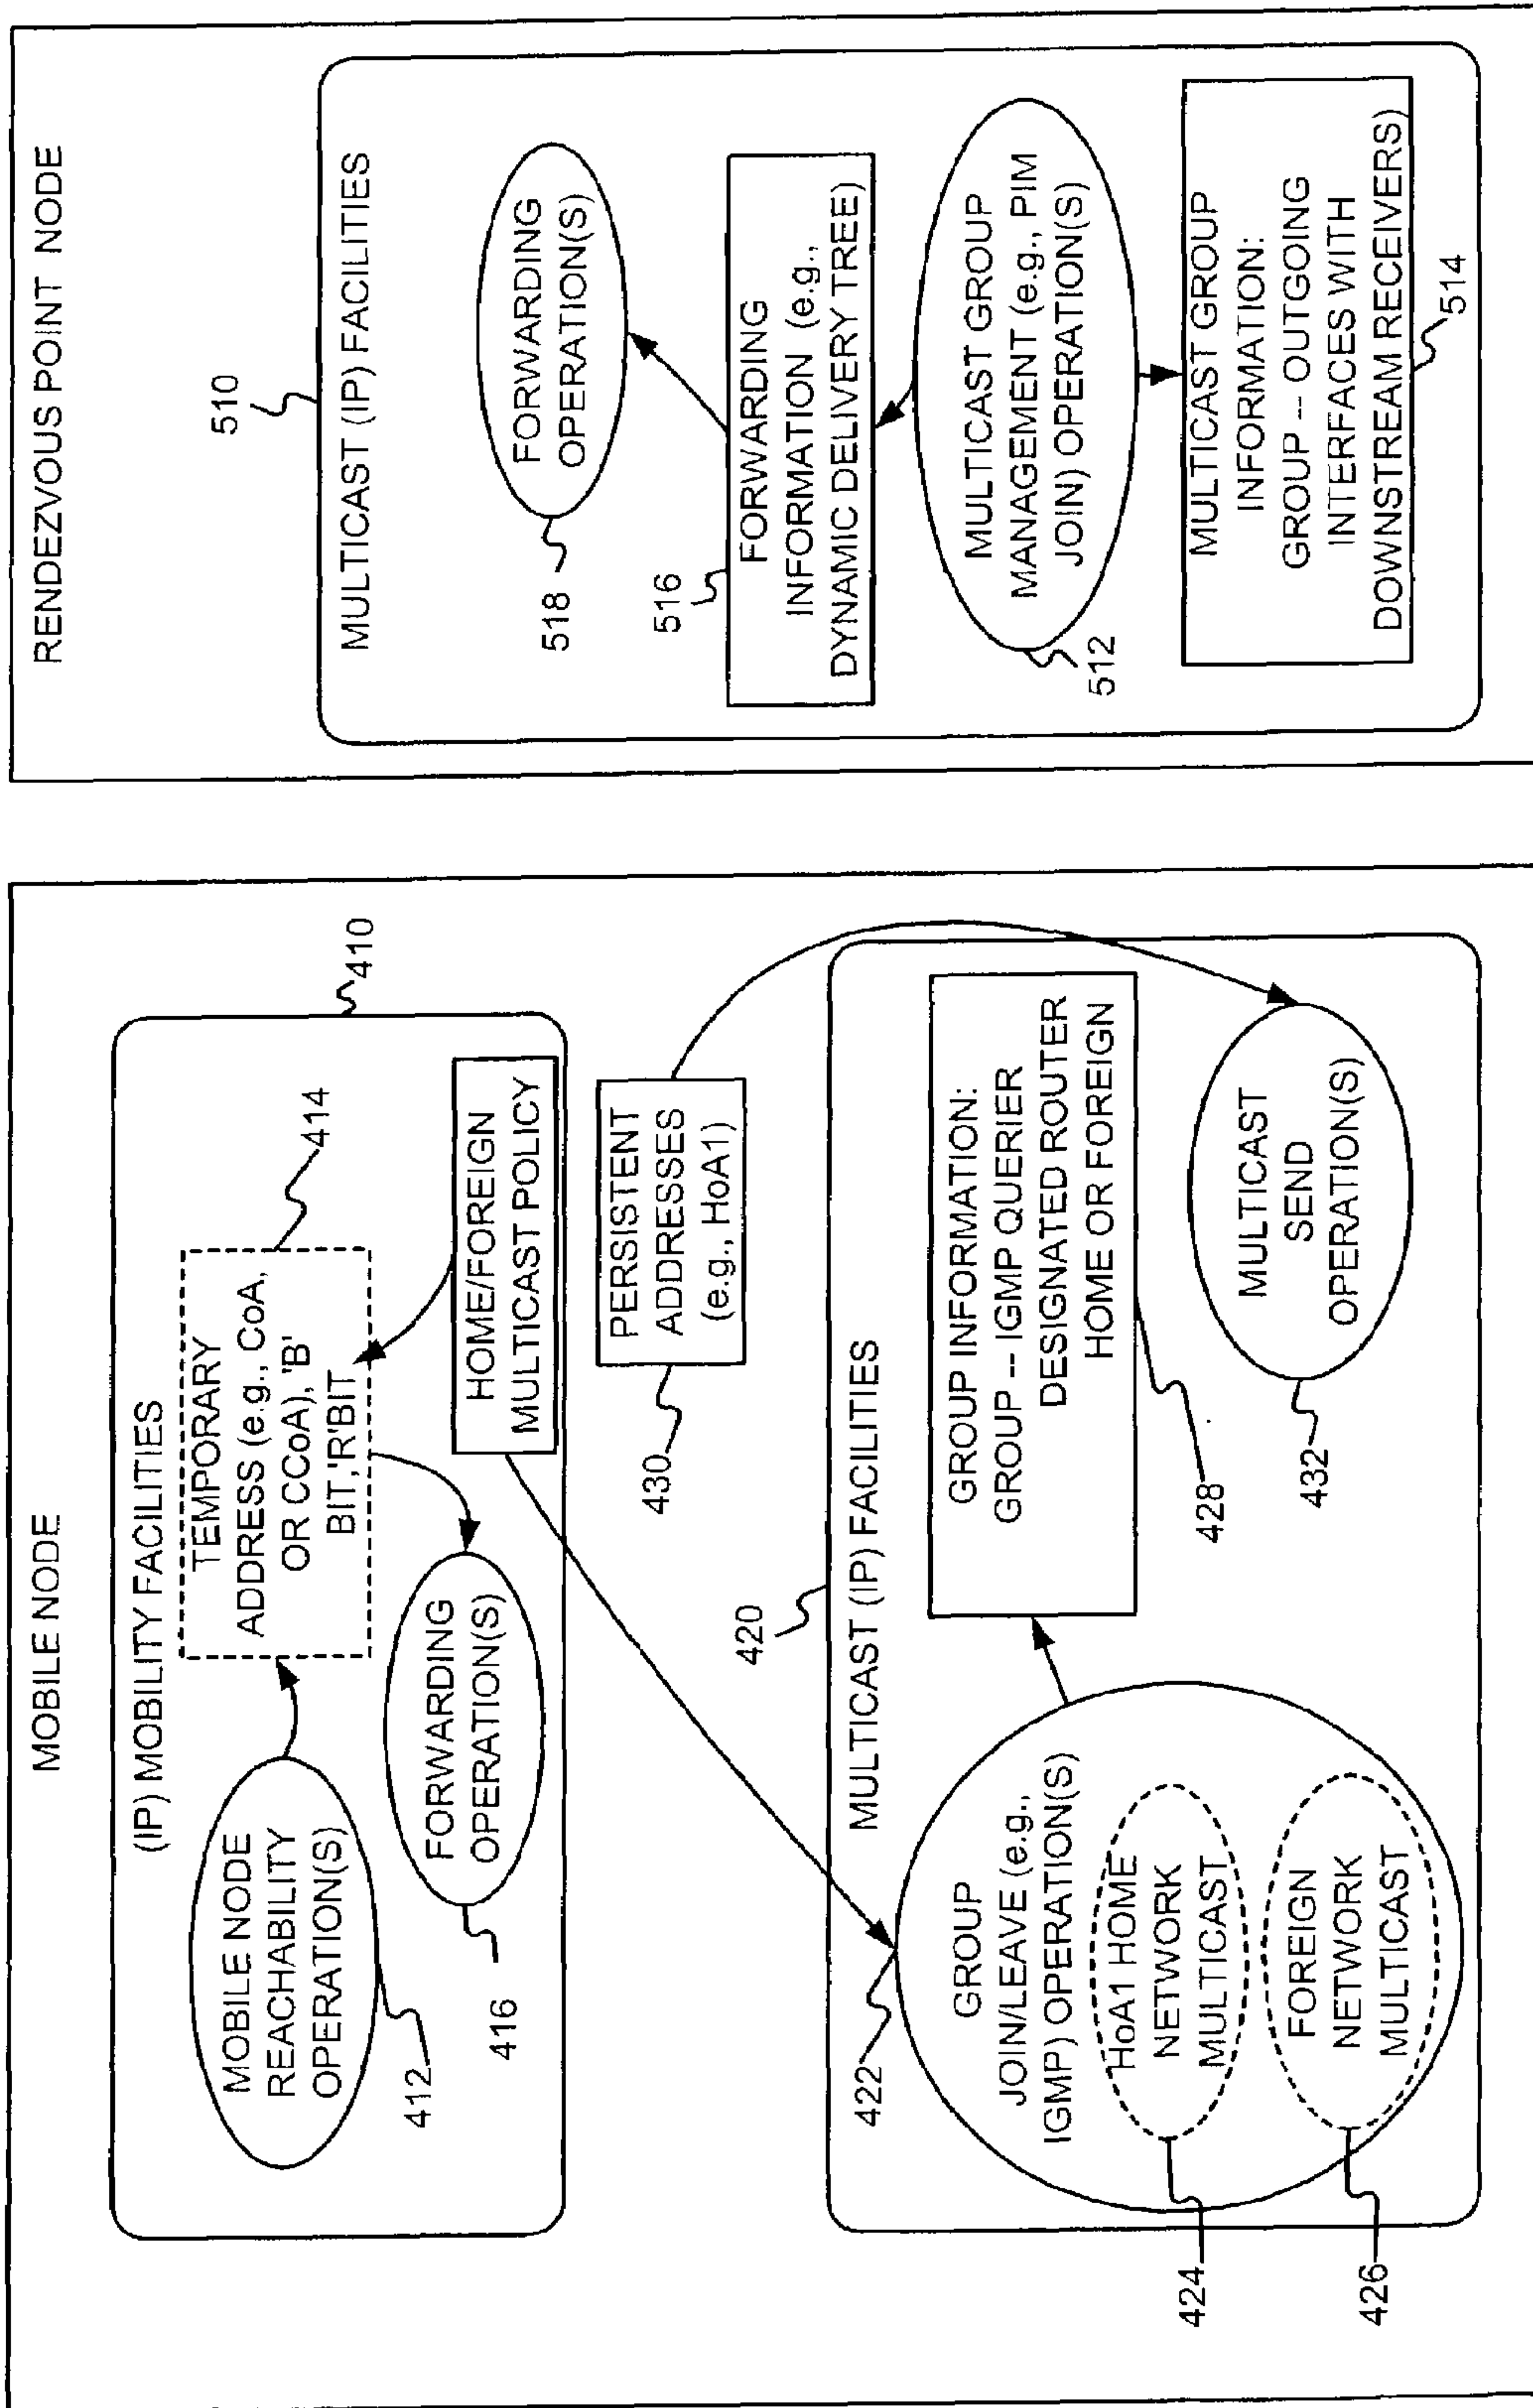 MOBILE NODE
(IP) MOBILITY FACILITIES
410
MOBILE NODE
REACHABILITY
OPERATION(S)
412
TEMPORARY
ADDRESS (e.g., CoA,
OR CCoA), 'B'
BIT,'R'BIT
414
FORWARDING
OPERATION(S)
416
HOME/FOREIGN
MULTICAST POLICY
PERSISTENT
ADDRESSES
(e.g., HoA1)
430
420
MULTICAST (IP) FACILITIES
422
GROUP
JOIN/LEAVE (e.g.,
IGMP) OPERATION(S)
HoA1 HOME
NETWORK
MULTICAST
424
FOREIGN
NETWORK
MULTICAST
426
GROUP INFORMATION:
GROUP -- IGMP QUERIER
DESIGNATED ROUTER
HOME OR FOREIGN
428
MULTICAST
SEND
OPERATION(S)
432
RENDEZVOUS POINT NODE
510
MULTICAST (IP) FACILITIES
FORWARDING
OPERATION(S)
518
516
FORWARDING
INFORMATION (e.g.,
DYNAMIC DELIVERY TREE)
MULTICAST GROUP
MANAGEMENT (e.g., PIM
JOIN) OPERATION(S)
512
MULTICAST GROUP
INFORMATION:
GROUP -- OUTGOING
INTERFACES WITH
DOWNSTREAM RECEIVERS)
514